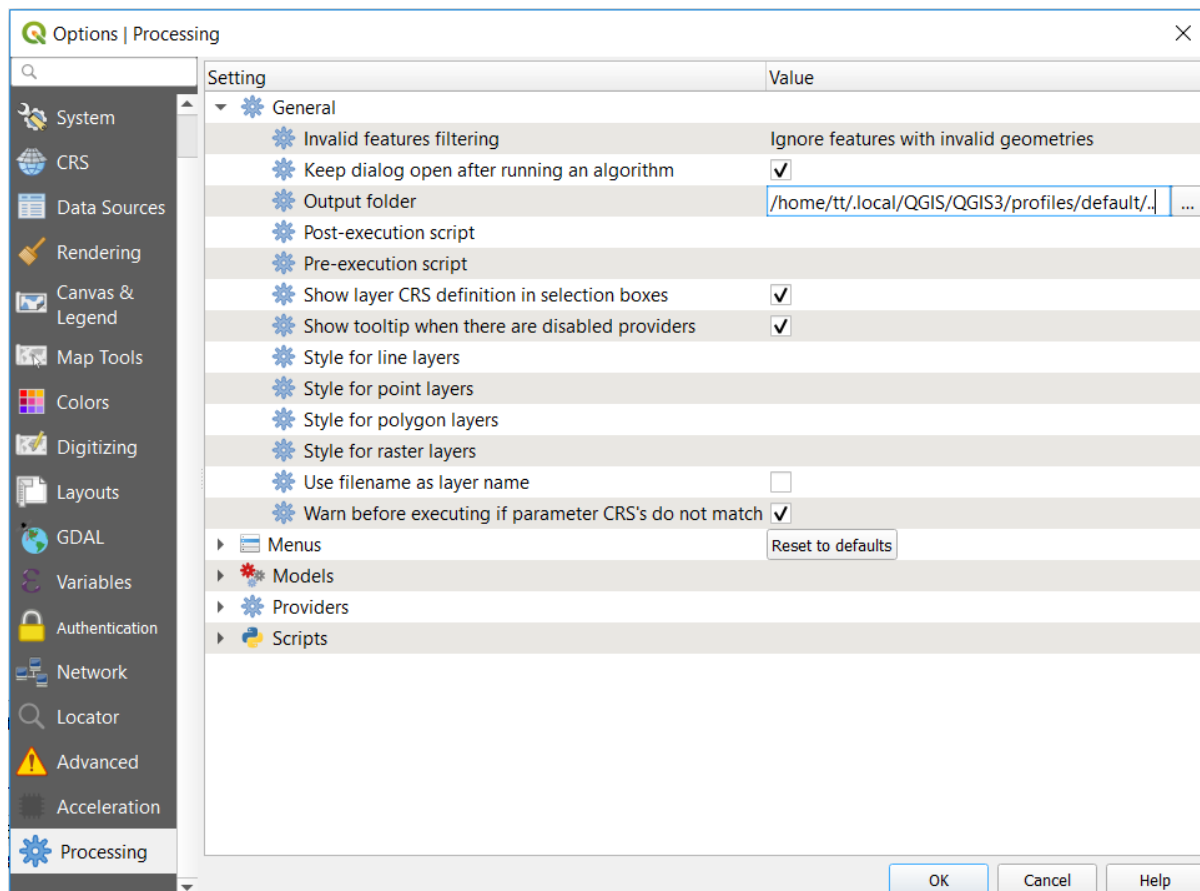 Options | Processing
Setting Value
General
Invalid features filtering Ignore features with invalid geometries
Keep dialog open after running an algorithm
Output folder /home/tt/.local/QGIS/QGIS3/profiles/default/.. ...
Post-execution script
Pre-execution script
Show layer CRS definition in selection boxes
Show tooltip when there are disabled providers
Style for line layers
Style for point layers
Style for polygon layers
Style for raster layers
Use filename as layer name
Warn before executing if parameter CRS's do not match
Menus Reset to defaults
Models
Providers
Scripts
System
CRS
Data Sources
Rendering
Canvas &
Legend
Map Tools
Colors
Digitizing
Layouts
GDAL
Variables
Authentication
Network
Locator
Advanced
Acceleration
Processing
OK Cancel Help